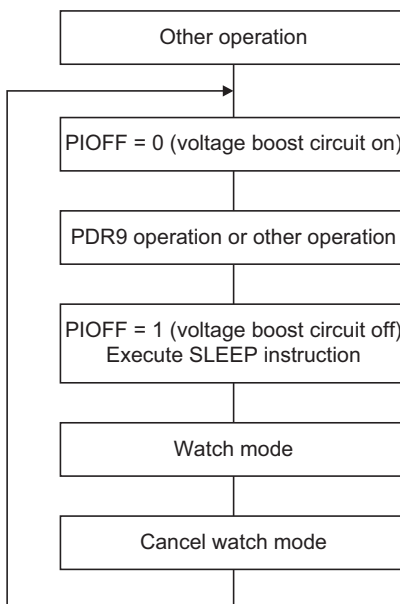 Other operation
PIOFF = 0 (voltage boost circuit on)
PDR9 operation or other operation
PIOFF = 1 (voltage boost circuit off)
Execute SLEEP instruction
Watch mode
Cancel watch mode